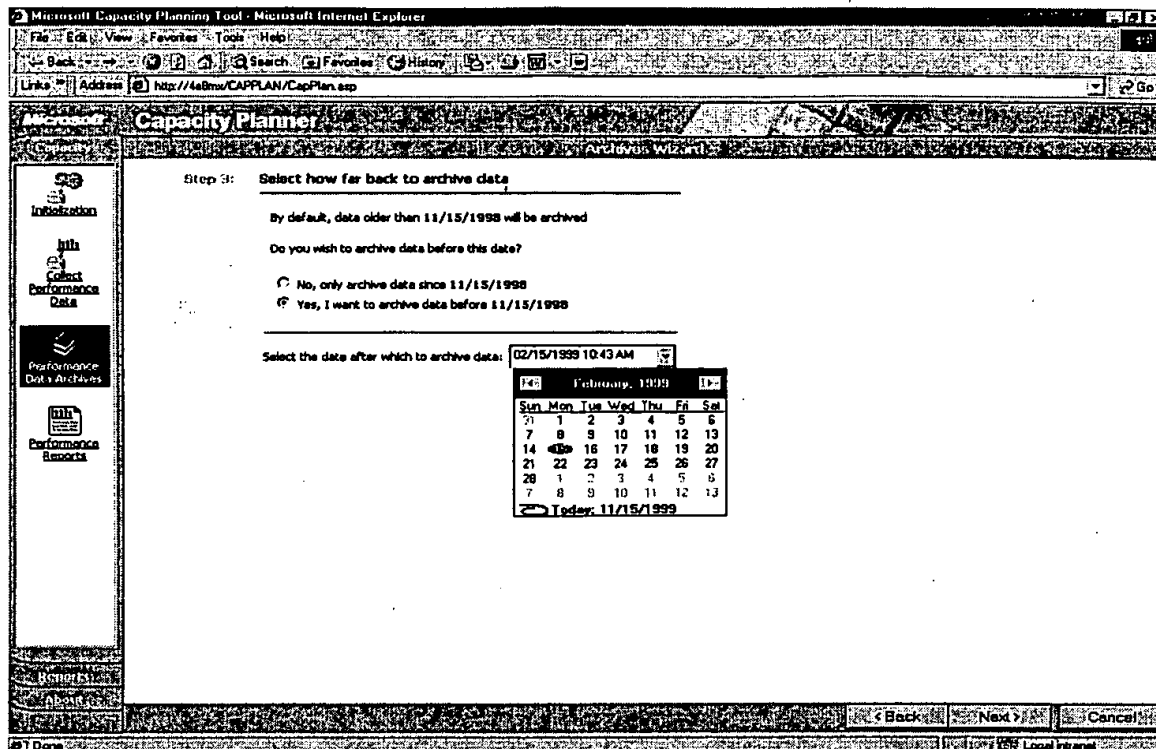 Microsoft Capacity Planning Tool - Microsoft Internet Explorer
File Edit View Favorites Tools Help
Back Search Favorites History
Links Address http://4a8mx/CAPPLAN/CapPlan.asp Go
Microsoft Capacity Planner
Capacity Archives Wizard
Initialization
Collect Performance Data
Performance Data Archives
Performance Reports
Reports
About
Step 3: Select how far back to archive data
By default, data older than 11/15/1998 will be archived
Do you wish to archive data before this date?
No, only archive data since 11/15/1998
Yes, I want to archive data before 11/15/1998
Select the date after which to archive data: 02/15/1999 10:43 AM
February, 1999
Sun Mon Tue Wed Thu Fri Sat
31 1 2 3 4 5 6
7 8 9 10 11 12 13
14 15 16 17 18 19 20
21 22 23 24 25 26 27
28 1 2 3 4 5 6
7 8 9 10 11 12 13
Today: 11/15/1999
< Back Next > Cancel
Done Local intranet